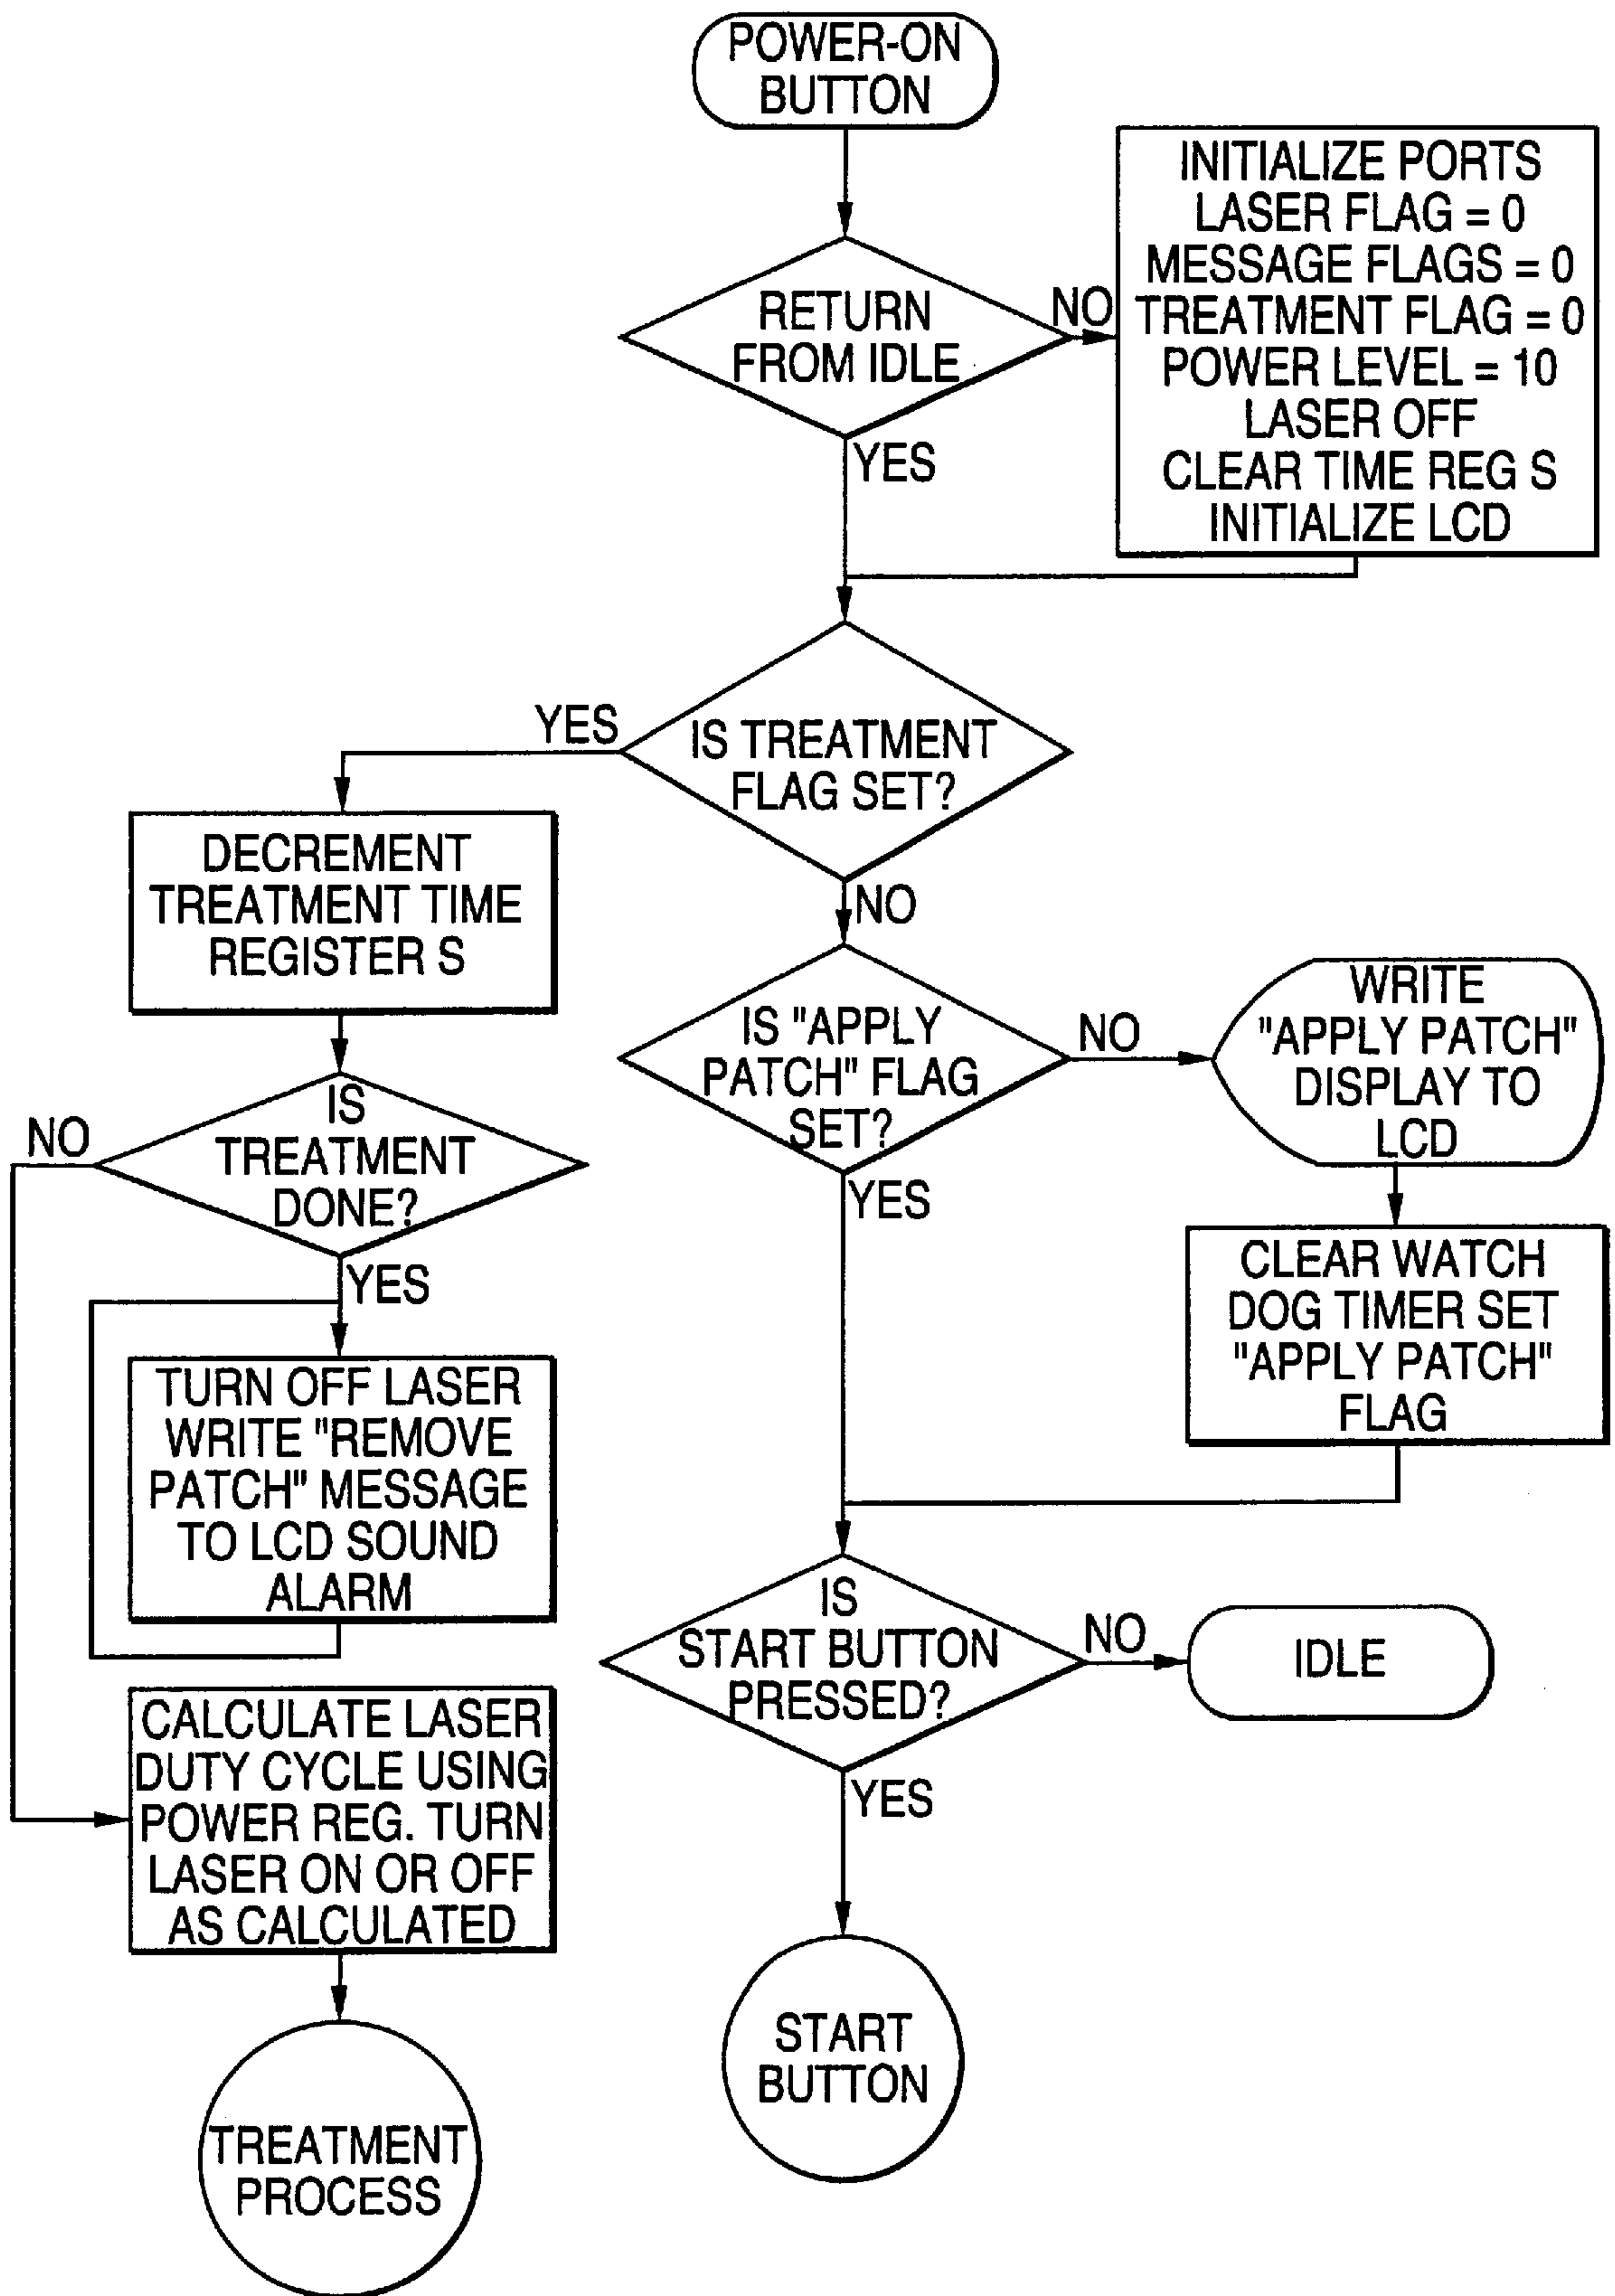 POWER-ON
BUTTON
INITIALIZE PORTS
LASER FLAG = 0
MESSAGE FLAGS = 0
TREATMENT FLAG = 0
POWER LEVEL = 10
LASER OFF
CLEAR TIME REG S
INITIALIZE LCD
RETURN
FROM IDLE
NO
YES
IS TREATMENT
FLAG SET?
YES
NO
DECREMENT
TREATMENT TIME
REGISTER S
IS "APPLY
PATCH" FLAG
SET?
NO
YES
WRITE
"APPLY PATCH"
DISPLAY TO
LCD
IS
TREATMENT
DONE?
NO
YES
CLEAR WATCH
DOG TIMER SET
"APPLY PATCH"
FLAG
TURN OFF LASER
WRITE "REMOVE
PATCH" MESSAGE
TO LCD SOUND
ALARM
IS
START BUTTON
PRESSED?
NO
YES
IDLE
CALCULATE LASER
DUTY CYCLE USING
POWER REG. TURN
LASER ON OR OFF
AS CALCULATED
START
BUTTON
TREATMENT
PROCESS